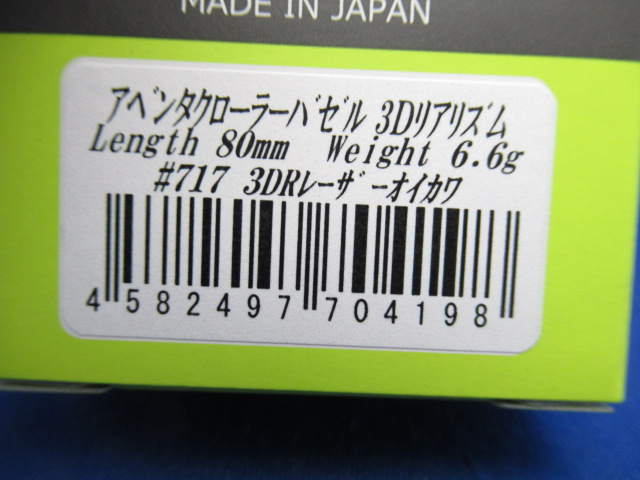 MADE IN JAPAN
アベンタクローラーバゼル 3Dリアリズム
Length 80mm Weight 6.6g
#717 3DRレーザーオイカワ
4 582497 704198